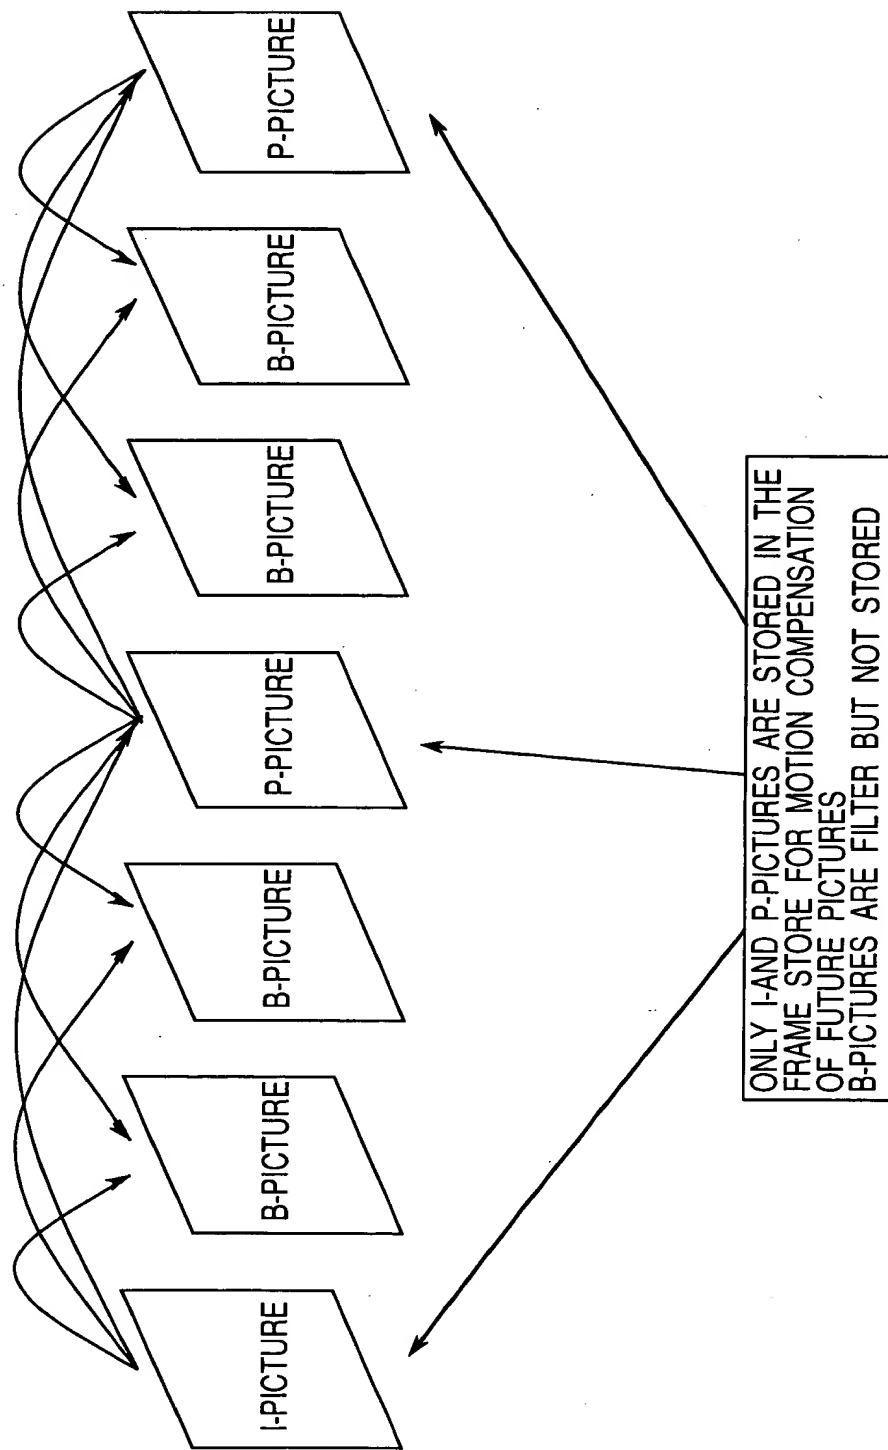 I-PICTURE
B-PICTURE
B-PICTURE
P-PICTURE
B-PICTURE
B-PICTURE
P-PICTURE
ONLY I-AND P-PICTURES ARE STORED IN THE
FRAME STORE FOR MOTION COMPENSATION
OF FUTURE PICTURES
B-PICTURES ARE FILTER BUT NOT STORED